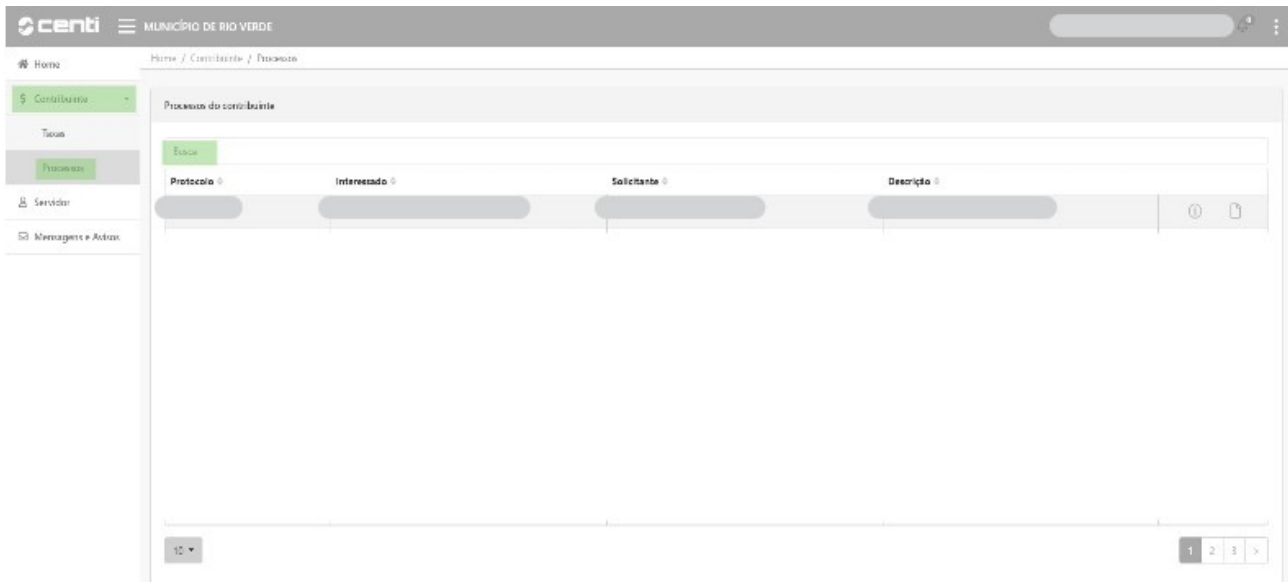 centi MUNICÍPIO DE RIO VERDE
Home / Contribuinte / Processos
Home
$ Contribuinte
Taxas
Processos
Servidor
Mensagens e Avisos
Processos do contribuinte
Busca
Protocolo Interessado Solicitante Descrição
10
1 2 3 >